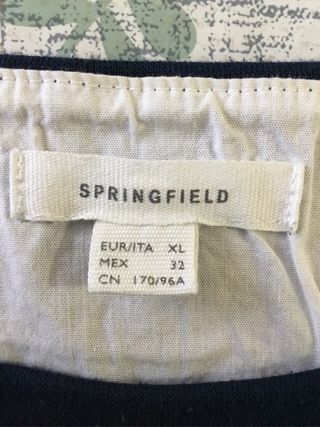 SPRINGFIELD
EUR/ITA XL
MEX 32
CN 170/96A